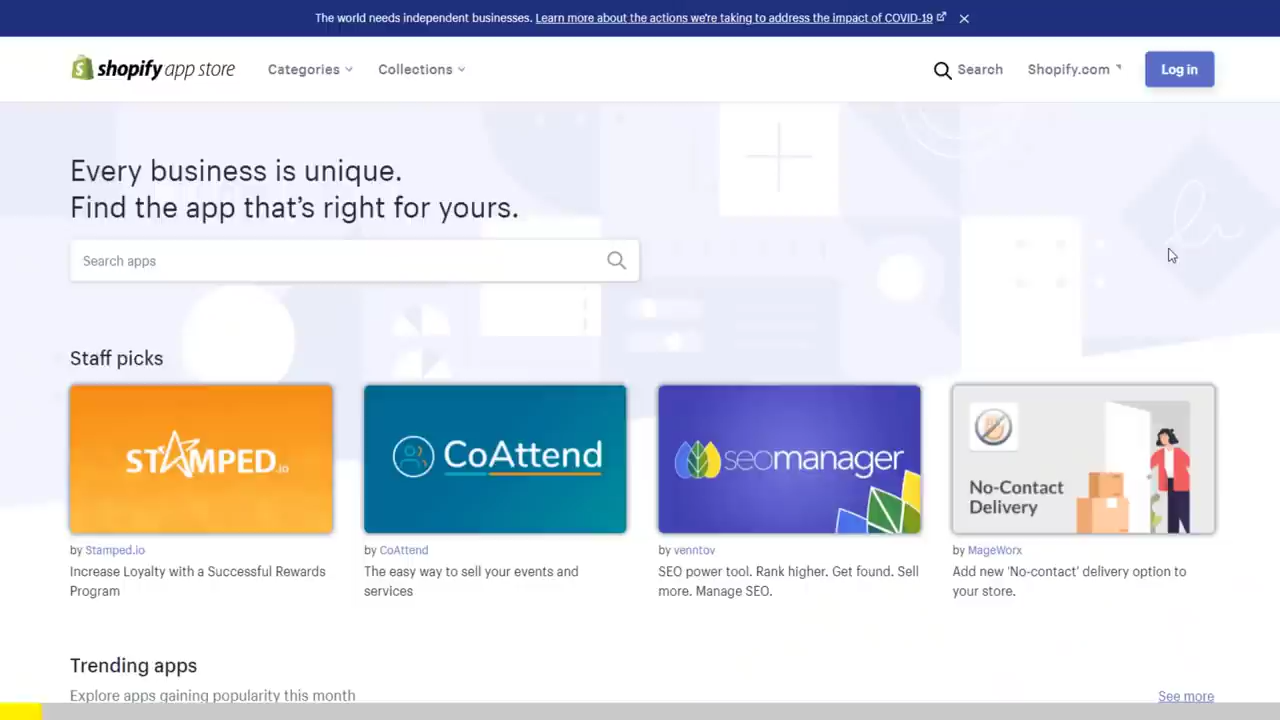 The world needs independent businesses. Learn more about the actions we're taking to address the impact of COVID-19
shopify app store
Categories
Collections
Search
Shopify.com
Log in
Every business is unique.
Find the app that's right for yours.
Search apps
Staff picks
STAMPED.io
CoAttend
seomanager
No-Contact
Delivery
by Stamped.io
by CoAttend
by venntov
by MageWorx
Increase Loyalty with a Successful Rewards
Program
The easy way to sell your events and
services
SEO power tool. Rank higher. Get found. Sell
more. Manage SEO.
Add new 'No-contact' delivery option to
your store.
Trending apps
Explore apps gaining popularity this month
See more